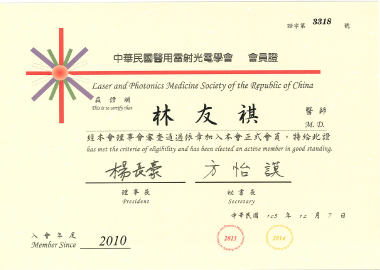 證字第 3318 號
中華民國醫用雷射光電學會 會員證
Laser and Photonics Medicine Society of the Republic of China
茲證明
This is to certify that
林友祺 醫師
M. D.
經本會理事會審查通過依章加入本會正式會員,特給此證
has met the criteria of eligibility and has been elected an active member in good standing.
楊長豪 方怡謨
理事長 秘書長
President Secretary
中華民國 103 年 12 月 7 日
入會年度
Member Since 2010
2013 2014